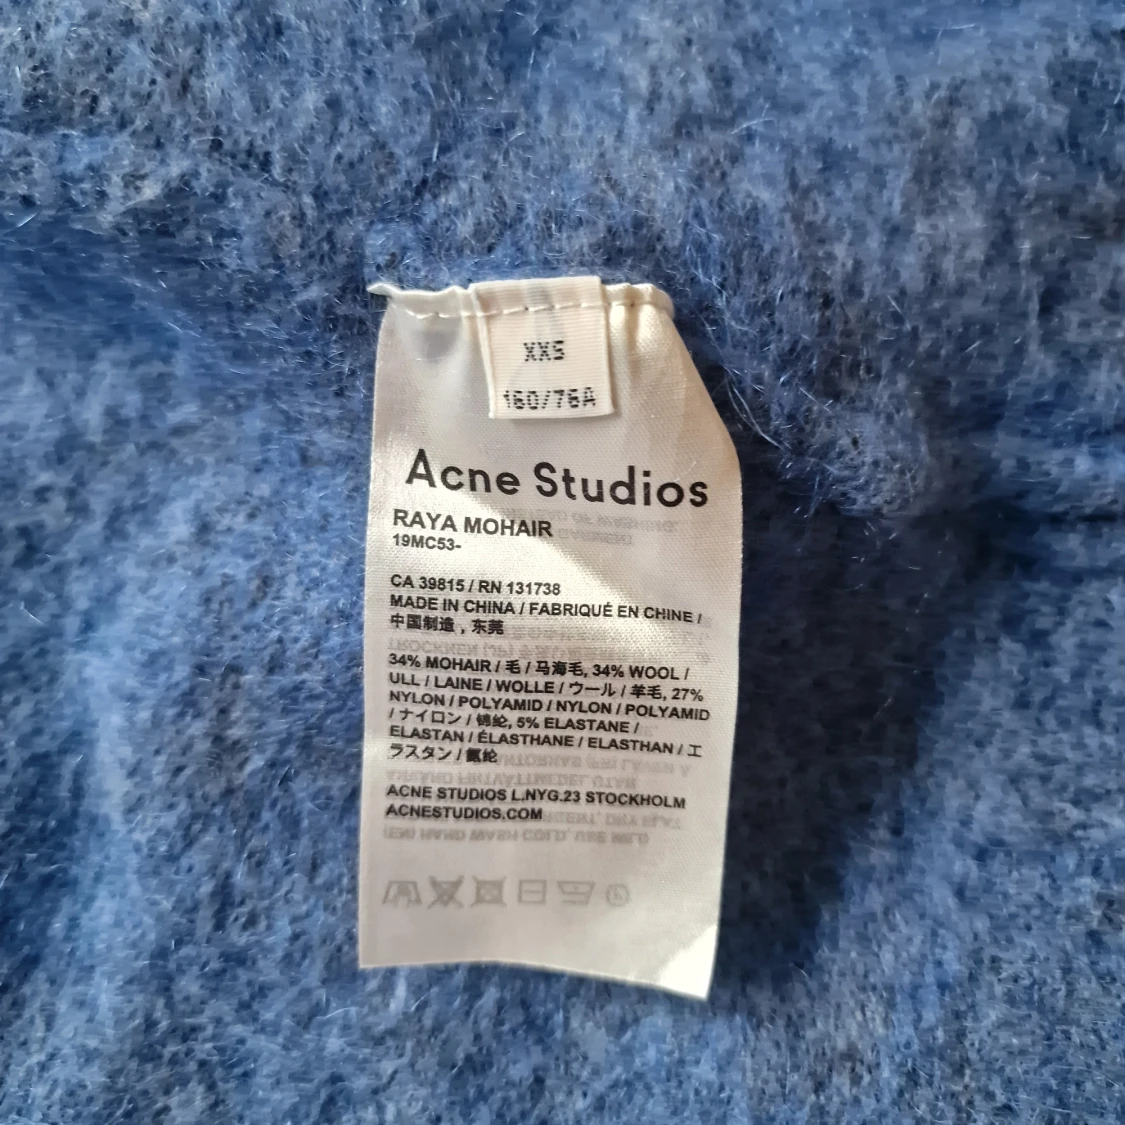 XXS
160/76A
Acne Studios
RAYA MOHAIR
19MC53-
CA 39815 / RN 131738
MADE IN CHINA / FABRIQUÉ EN CHINE /
中国制造 , 东莞
34% MOHAIR / 毛 / 马海毛, 34% WOOL /
ULL / LAINE / WOLLE / ウール / 羊毛, 27%
NYLON / POLYAMID / NYLON / POLYAMID
/ ナイロン / 锦纶, 5% ELASTANE /
ELASTAN / ÉLASTHANE / ELASTHAN / エ
ラスタン / 氨纶
ACNE STUDIOS L.NYG.23 STOCKHOLM
ACNESTUDIOS.COM